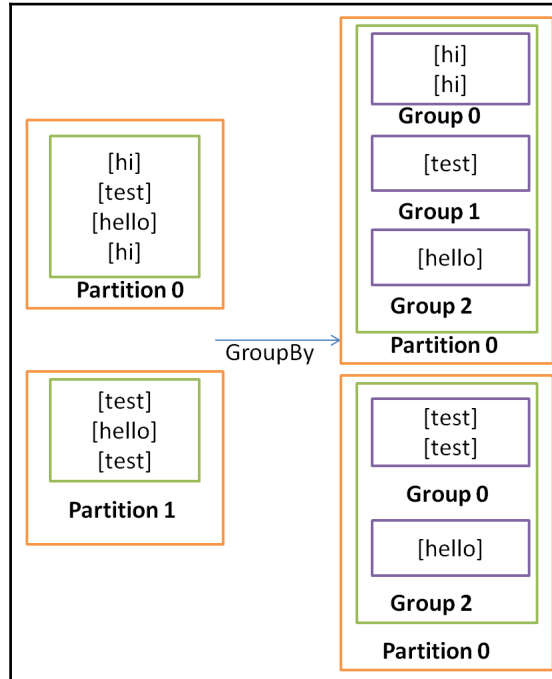 [hi]
[test]
[hello]
[hi]
Partition 0
[test]
[hello]
[test]
Partition 1
GroupBy
[hi]
[hi]
Group 0
[test]
Group 1
[hello]
Group 2
Partition 0
[test]
[test]
Group 0
[hello]
Group 2
Partition 0